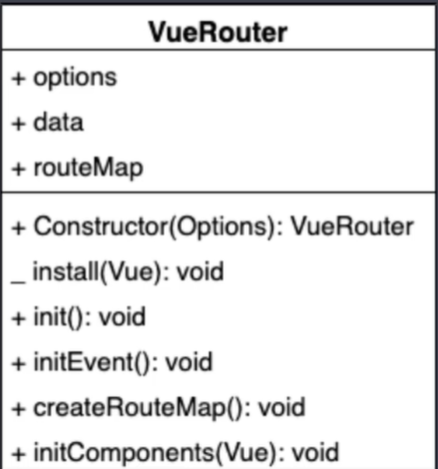 VueRouter
+ options
+ data
+ routeMap
+ Constructor(Options): VueRouter
_ install(Vue): void
+ init(): void
+ initEvent(): void
+ createRouteMap(): void
+ initComponents(Vue): void